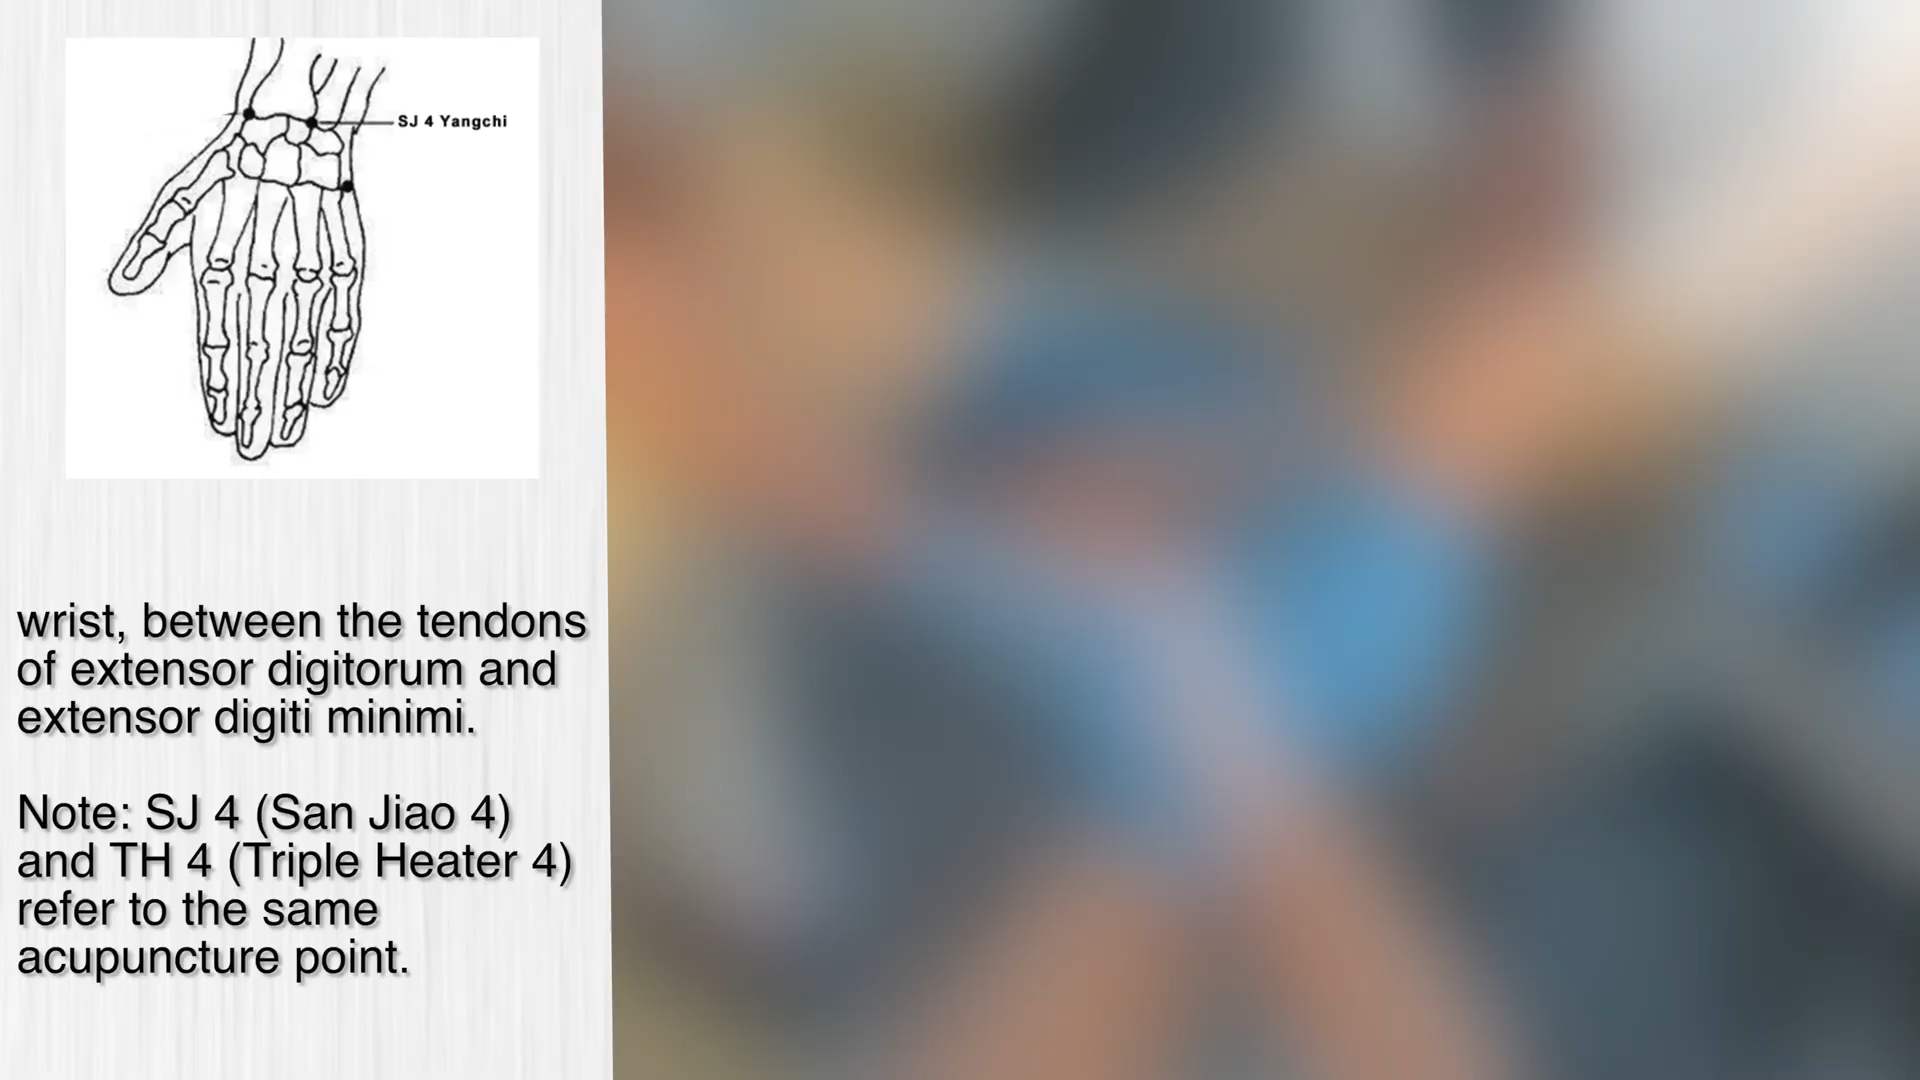 SJ 4 Yangchi
wrist, between the tendons
of extensor digitorum and
extensor digiti minimi.
Note: SJ 4 (San Jiao 4)
and TH 4 (Triple Heater 4)
refer to the same
acupuncture point.